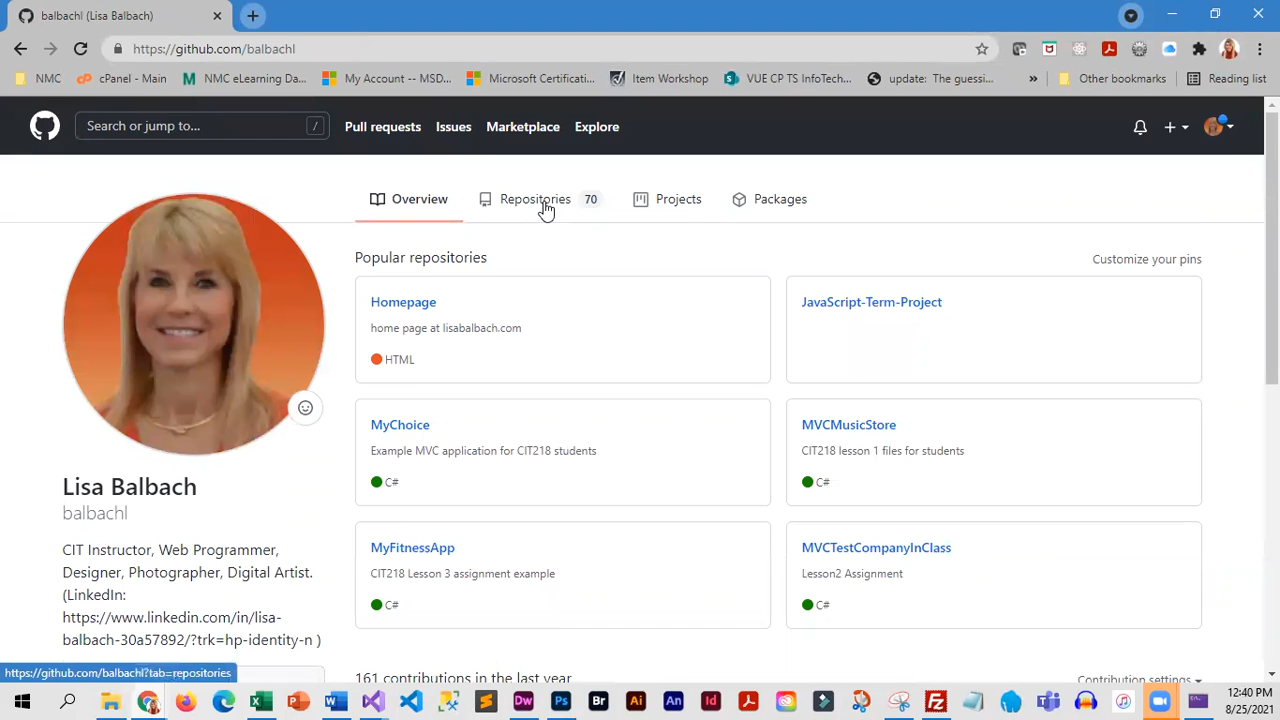 balbachl (Lisa Balbach)
https://github.com/balbachl
NMC
cPanel - Main
NMC eLearning Da...
My Account -- MSD...
Microsoft Certificati...
Item Workshop
VUE CP TS InfoTech...
update: The guessi...
»
Other bookmarks
Reading list
Search or jump to... /
Pull requests Issues Marketplace Explore
Overview Repositories 70 Projects Packages
Popular repositories
Customize your pins
Homepage
home page at lisabalbach.com
HTML
JavaScript-Term-Project
MyChoice
Example MVC application for CIT218 students
C#
MVCMusicStore
CIT218 lesson 1 files for students
C#
MyFitnessApp
CIT218 Lesson 3 assignment example
C#
MVCTestCompanyInClass
Lesson2 Assignment
C#
Lisa Balbach
balbachl
CIT Instructor, Web Programmer,
Designer, Photographer, Digital Artist.
(LinkedIn:
https://www.linkedin.com/in/lisa-
balbach-30a57892/?trk=hp-identity-n )
161 contributions in the last year
Contribution settings
https://github.com/balbachl?tab=repositories
Dw Ps Br Ai An Id
12:40 PM
8/25/2021